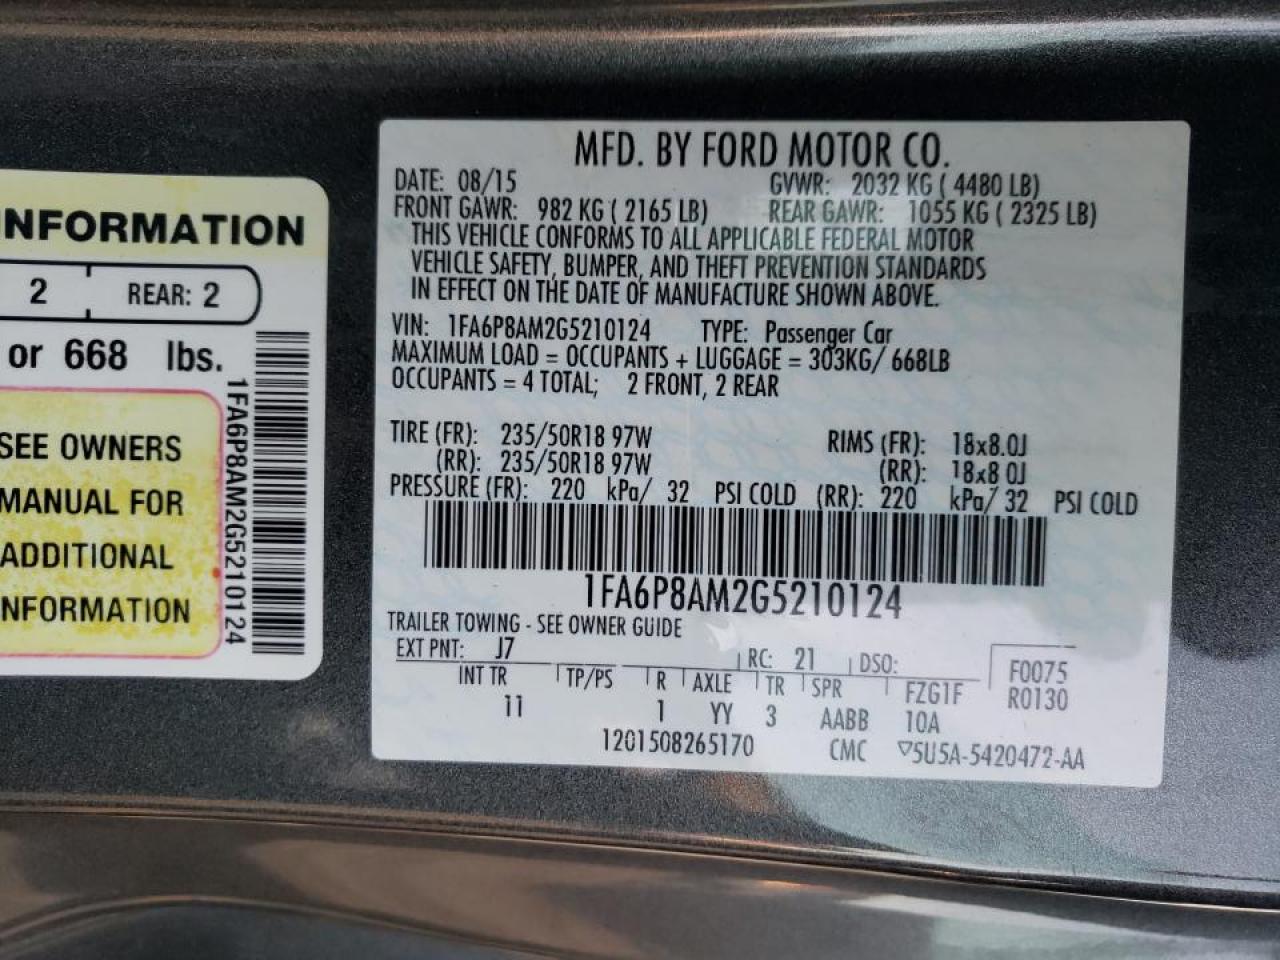 INFORMATION
2 REAR: 2
or 668 lbs.
SEE OWNERS
MANUAL FOR
ADDITIONAL
INFORMATION
1FA6P8AM2G5210124
MFD. BY FORD MOTOR CO.
DATE: 08/15 GVWR: 2032 KG ( 4480 LB)
FRONT GAWR: 982 KG ( 2165 LB) REAR GAWR: 1055 KG ( 2325 LB)
THIS VEHICLE CONFORMS TO ALL APPLICABLE FEDERAL MOTOR
VEHICLE SAFETY, BUMPER, AND THEFT PREVENTION STANDARDS
IN EFFECT ON THE DATE OF MANUFACTURE SHOWN ABOVE.
VIN: 1FA6P8AM2G5210124 TYPE: Passenger Car
MAXIMUM LOAD = OCCUPANTS + LUGGAGE = 303KG/ 668LB
OCCUPANTS = 4 TOTAL; 2 FRONT, 2 REAR
TIRE (FR): 235/50R18 97W RIMS (FR): 18x8.0J
(RR): 235/50R18 97W (RR): 18x8.0J
PRESSURE (FR): 220 kPa/ 32 PSI COLD (RR): 220 kPa/ 32 PSI COLD
1FA6P8AM2G5210124
TRAILER TOWING - SEE OWNER GUIDE
EXT PNT: J7 RC: 21 DSO: F0075
INT TR TP/PS R AXLE TR SPR FZG1F R0130
11 1 YY 3 AABB 10A
1201508265170 CMC ▽5U5A-5420472-AA